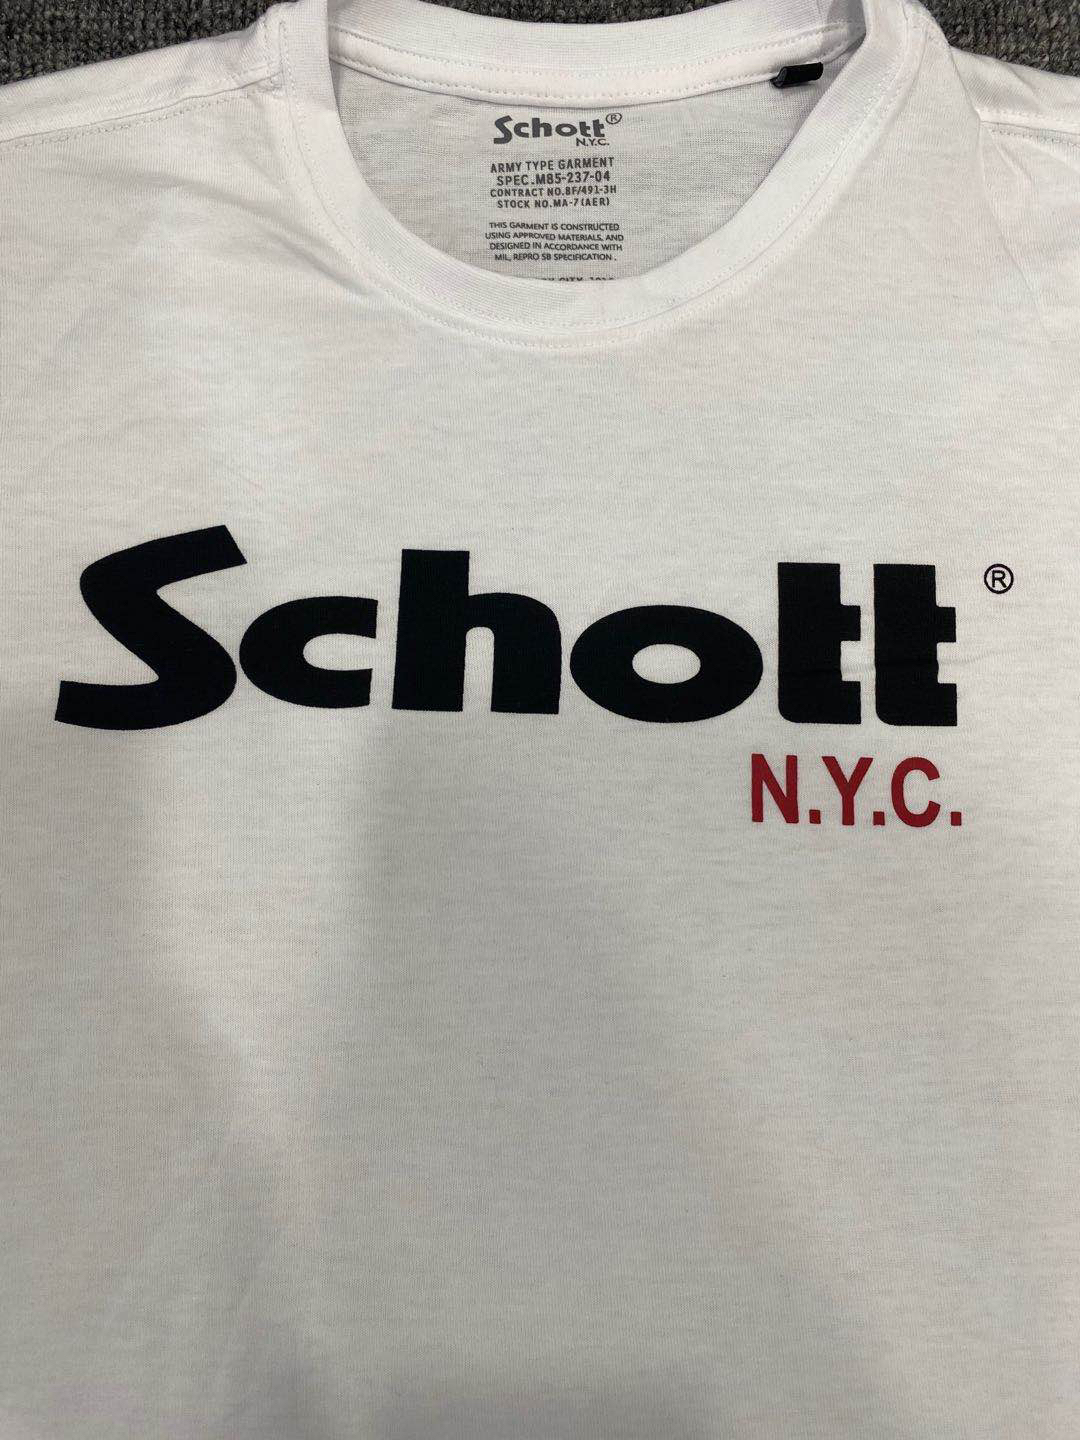 Schott®
N.Y.C.
ARMY TYPE GARMENT
SPEC.M85-237-04
CONTRACT NO.8F/491-3H
STOCK NO.MA-7(AER)
THIS GARMENT IS CONSTRUCTED
USING APPROVED MATERIALS, AND
DESIGNED IN ACCORDANCE WITH
MIL, REPRO SB SPECIFICATION.
Schott®
N.Y.C.